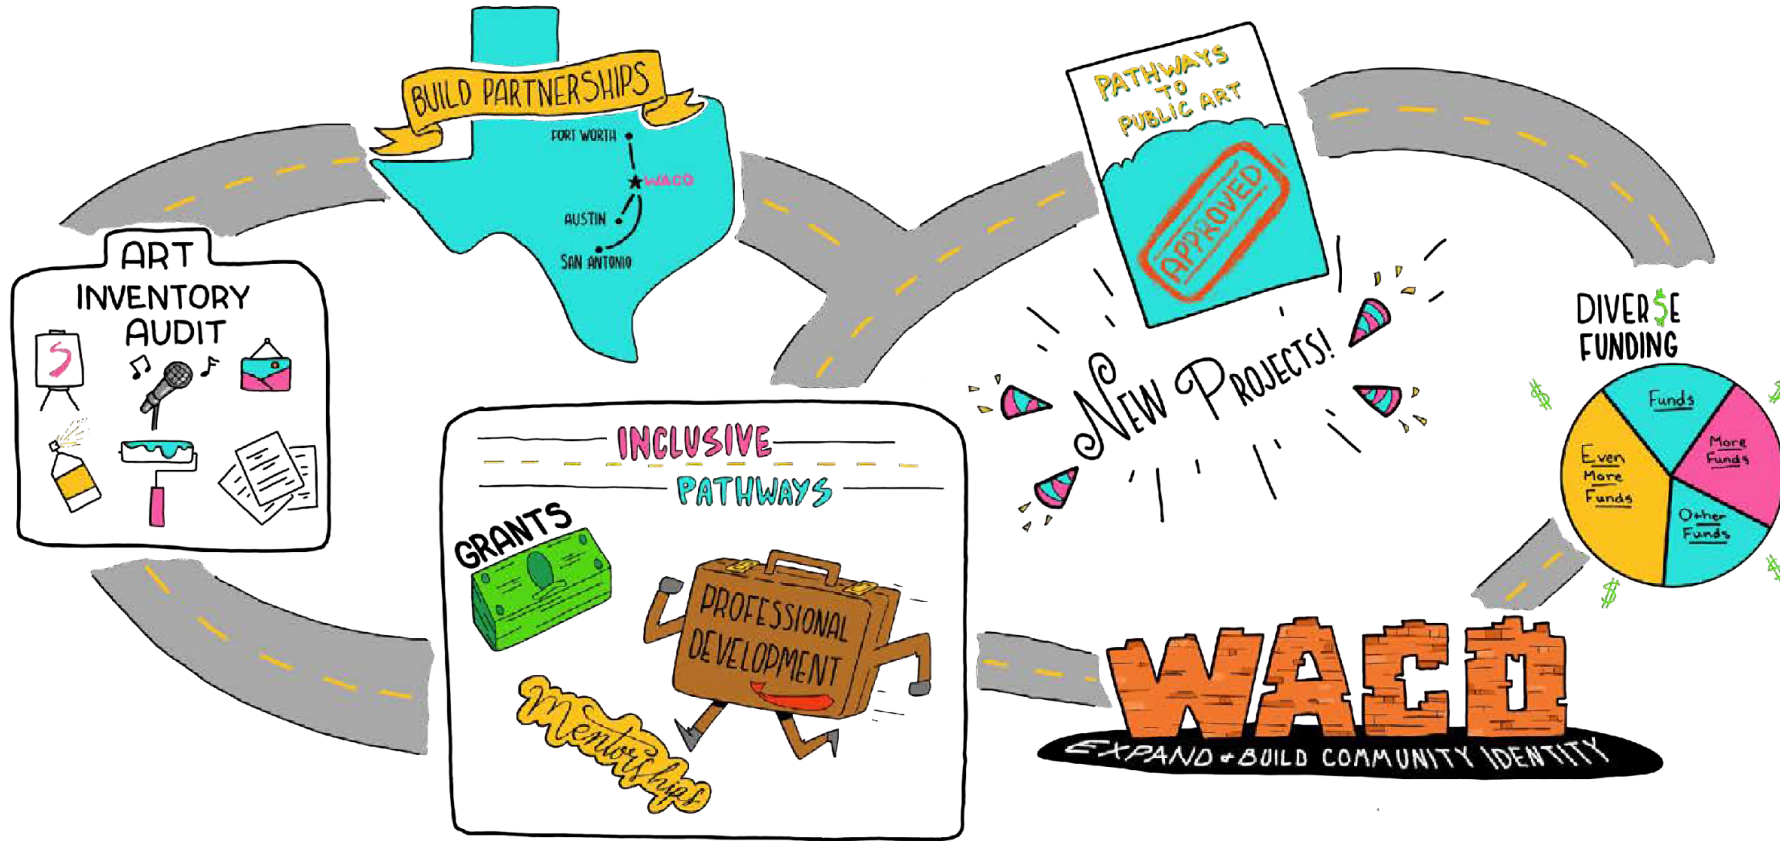 BUILD PARTNERSHIPS
FORT WORTH
WACO
AUSTIN
SAN ANTONIO
ART
INVENTORY
AUDIT
S
INCLUSIVE
PATHWAYS
GRANTS
PROFESSIONAL
DEVELOPMENT
Mentorships
PATHWAYS
TO
PUBLIC ART
APPROVED
NEW PROJECTS!
DIVER$E
FUNDING
Funds
More
Funds
Even
More
Funds
Other
Funds
$
$
$
$
WACO
EXPAND + BUILD COMMUNITY IDENTITY